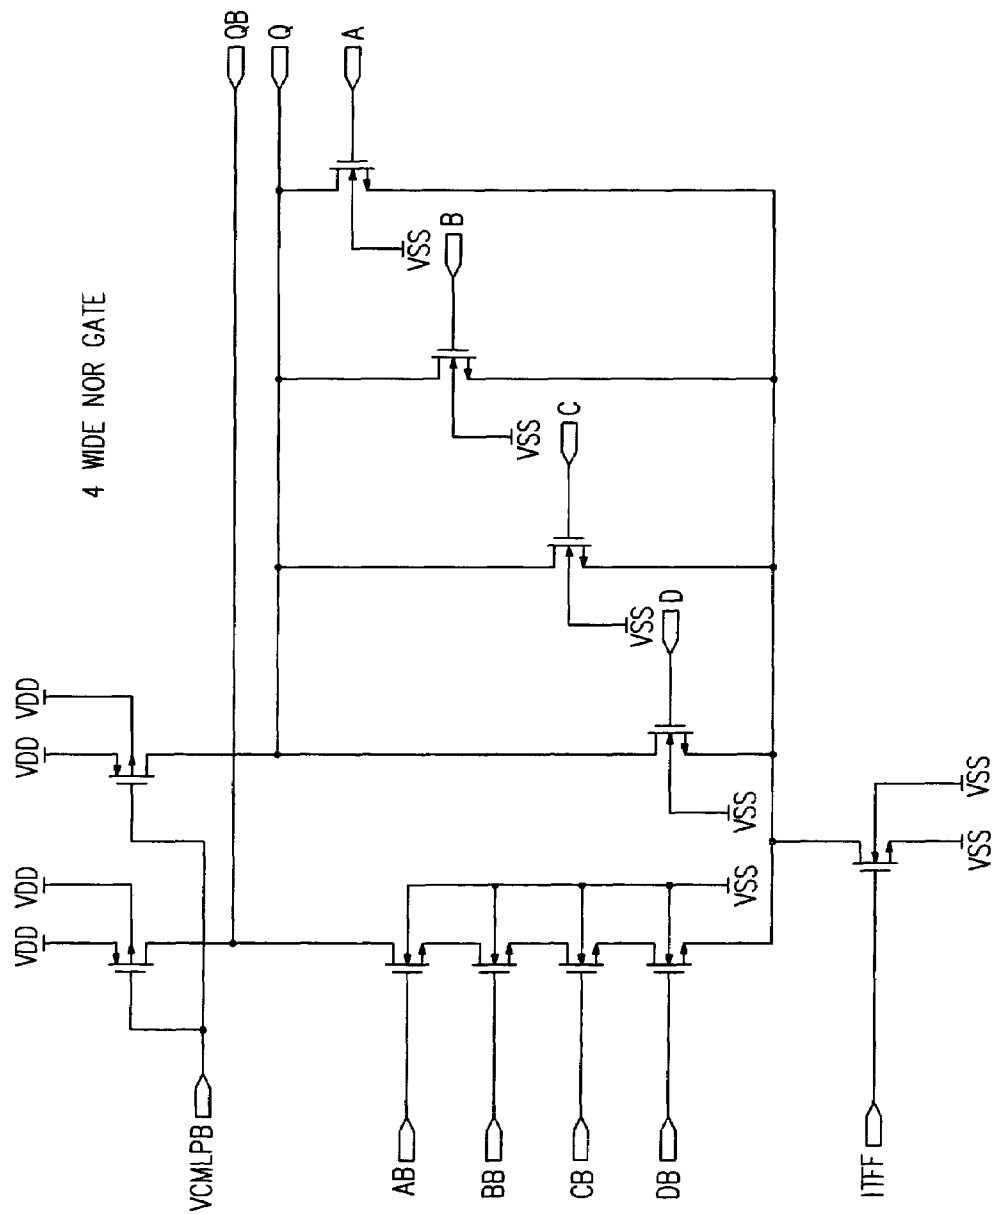 4 WIDE NOR GATE
QB
Q
A
VSS
B
VSS
C
VSS
D
VSS
VDD
VDD
VDD
VDD
VCMLPB
AB
BB
CB
DB
VSS
ITFF
VSS
VSS